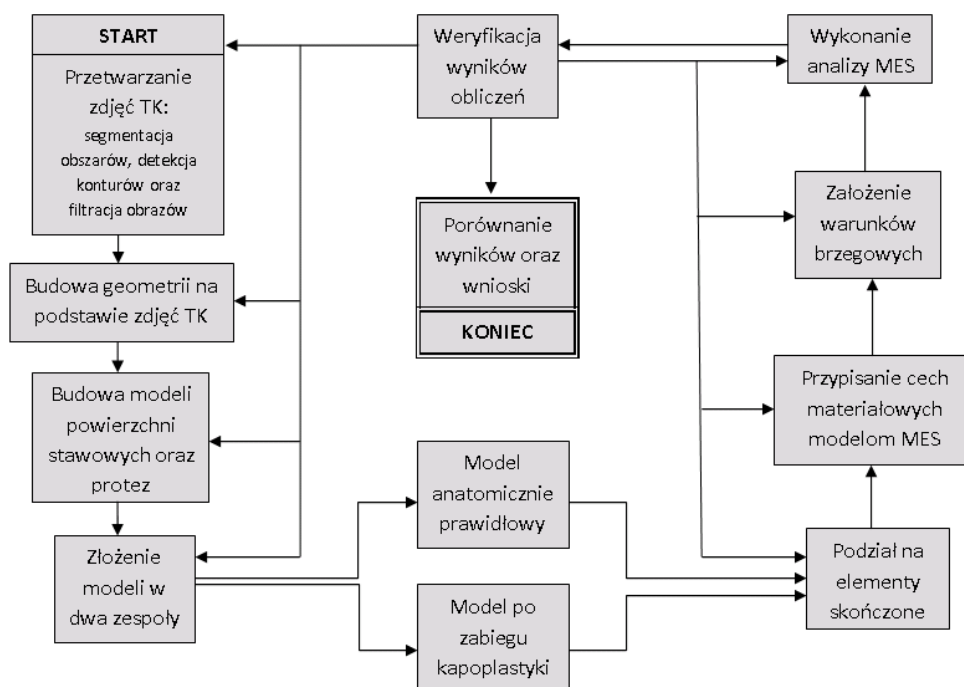 START
Przetwarzanie
zdjęć TK:
segmentacja
obszarów, detekcja
konturów oraz
filtracja obrazów
Budowa geometrii na
podstawie zdjęć TK
Budowa modeli
powierzchni
stawowych oraz
protez
Złożenie
modeli w
dwa zespoły
Model
anatomicznie
prawidłowy
Model po
zabiegu
kapoplastyki
Podział na
elementy
skończone
Przypisanie cech
materiałowych
modelom MES
Założenie
warunków
brzegowych
Wykonanie
analizy MES
Weryfikacja
wyników
obliczeń
Porównanie
wyników oraz
wnioski
KONIEC